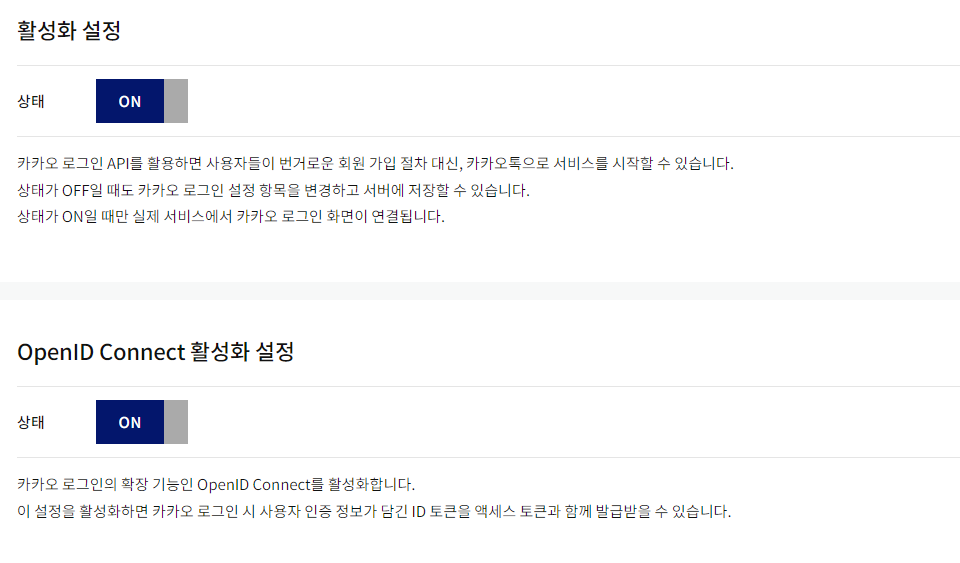 활성화 설정
상태 ON
카카오 로그인 API를 활용하면 사용자들이 번거로운 회원 가입 절차 대신, 카카오톡으로 서비스를 시작할 수 있습니다.
상태가 OFF일 때도 카카오 로그인 설정 항목을 변경하고 서버에 저장할 수 있습니다.
상태가 ON일 때만 실제 서비스에서 카카오 로그인 화면이 연결됩니다.
OpenID Connect 활성화 설정
상태 ON
카카오 로그인의 확장 기능인 OpenID Connect를 활성화합니다.
이 설정을 활성화하면 카카오 로그인 시 사용자 인증 정보가 담긴 ID 토큰을 액세스 토큰과 함께 발급받을 수 있습니다.